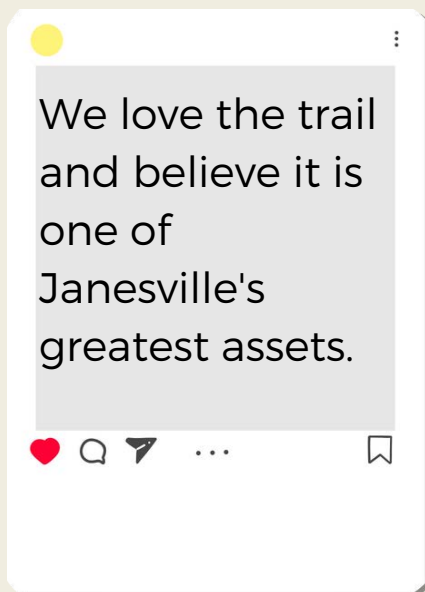 We love the trail
and believe it is
one of
Janesville's
greatest assets.